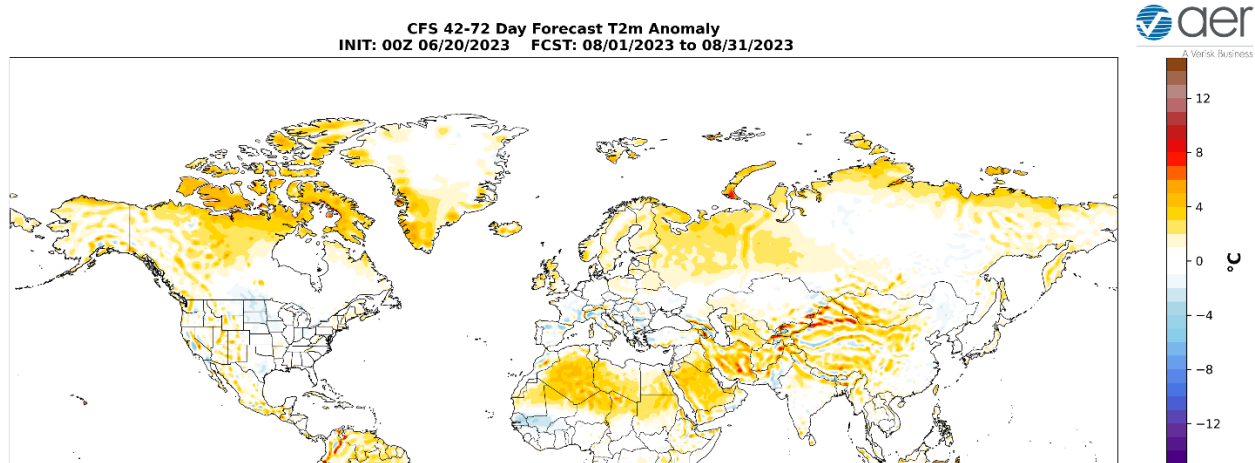 CFS 42-72 Day Forecast T2m Anomaly
INIT: 00Z 06/20/2023    FCST: 08/01/2023 to 08/31/2023
aer
A Verisk Business
12
8
4
0
−4
−8
−12
°C